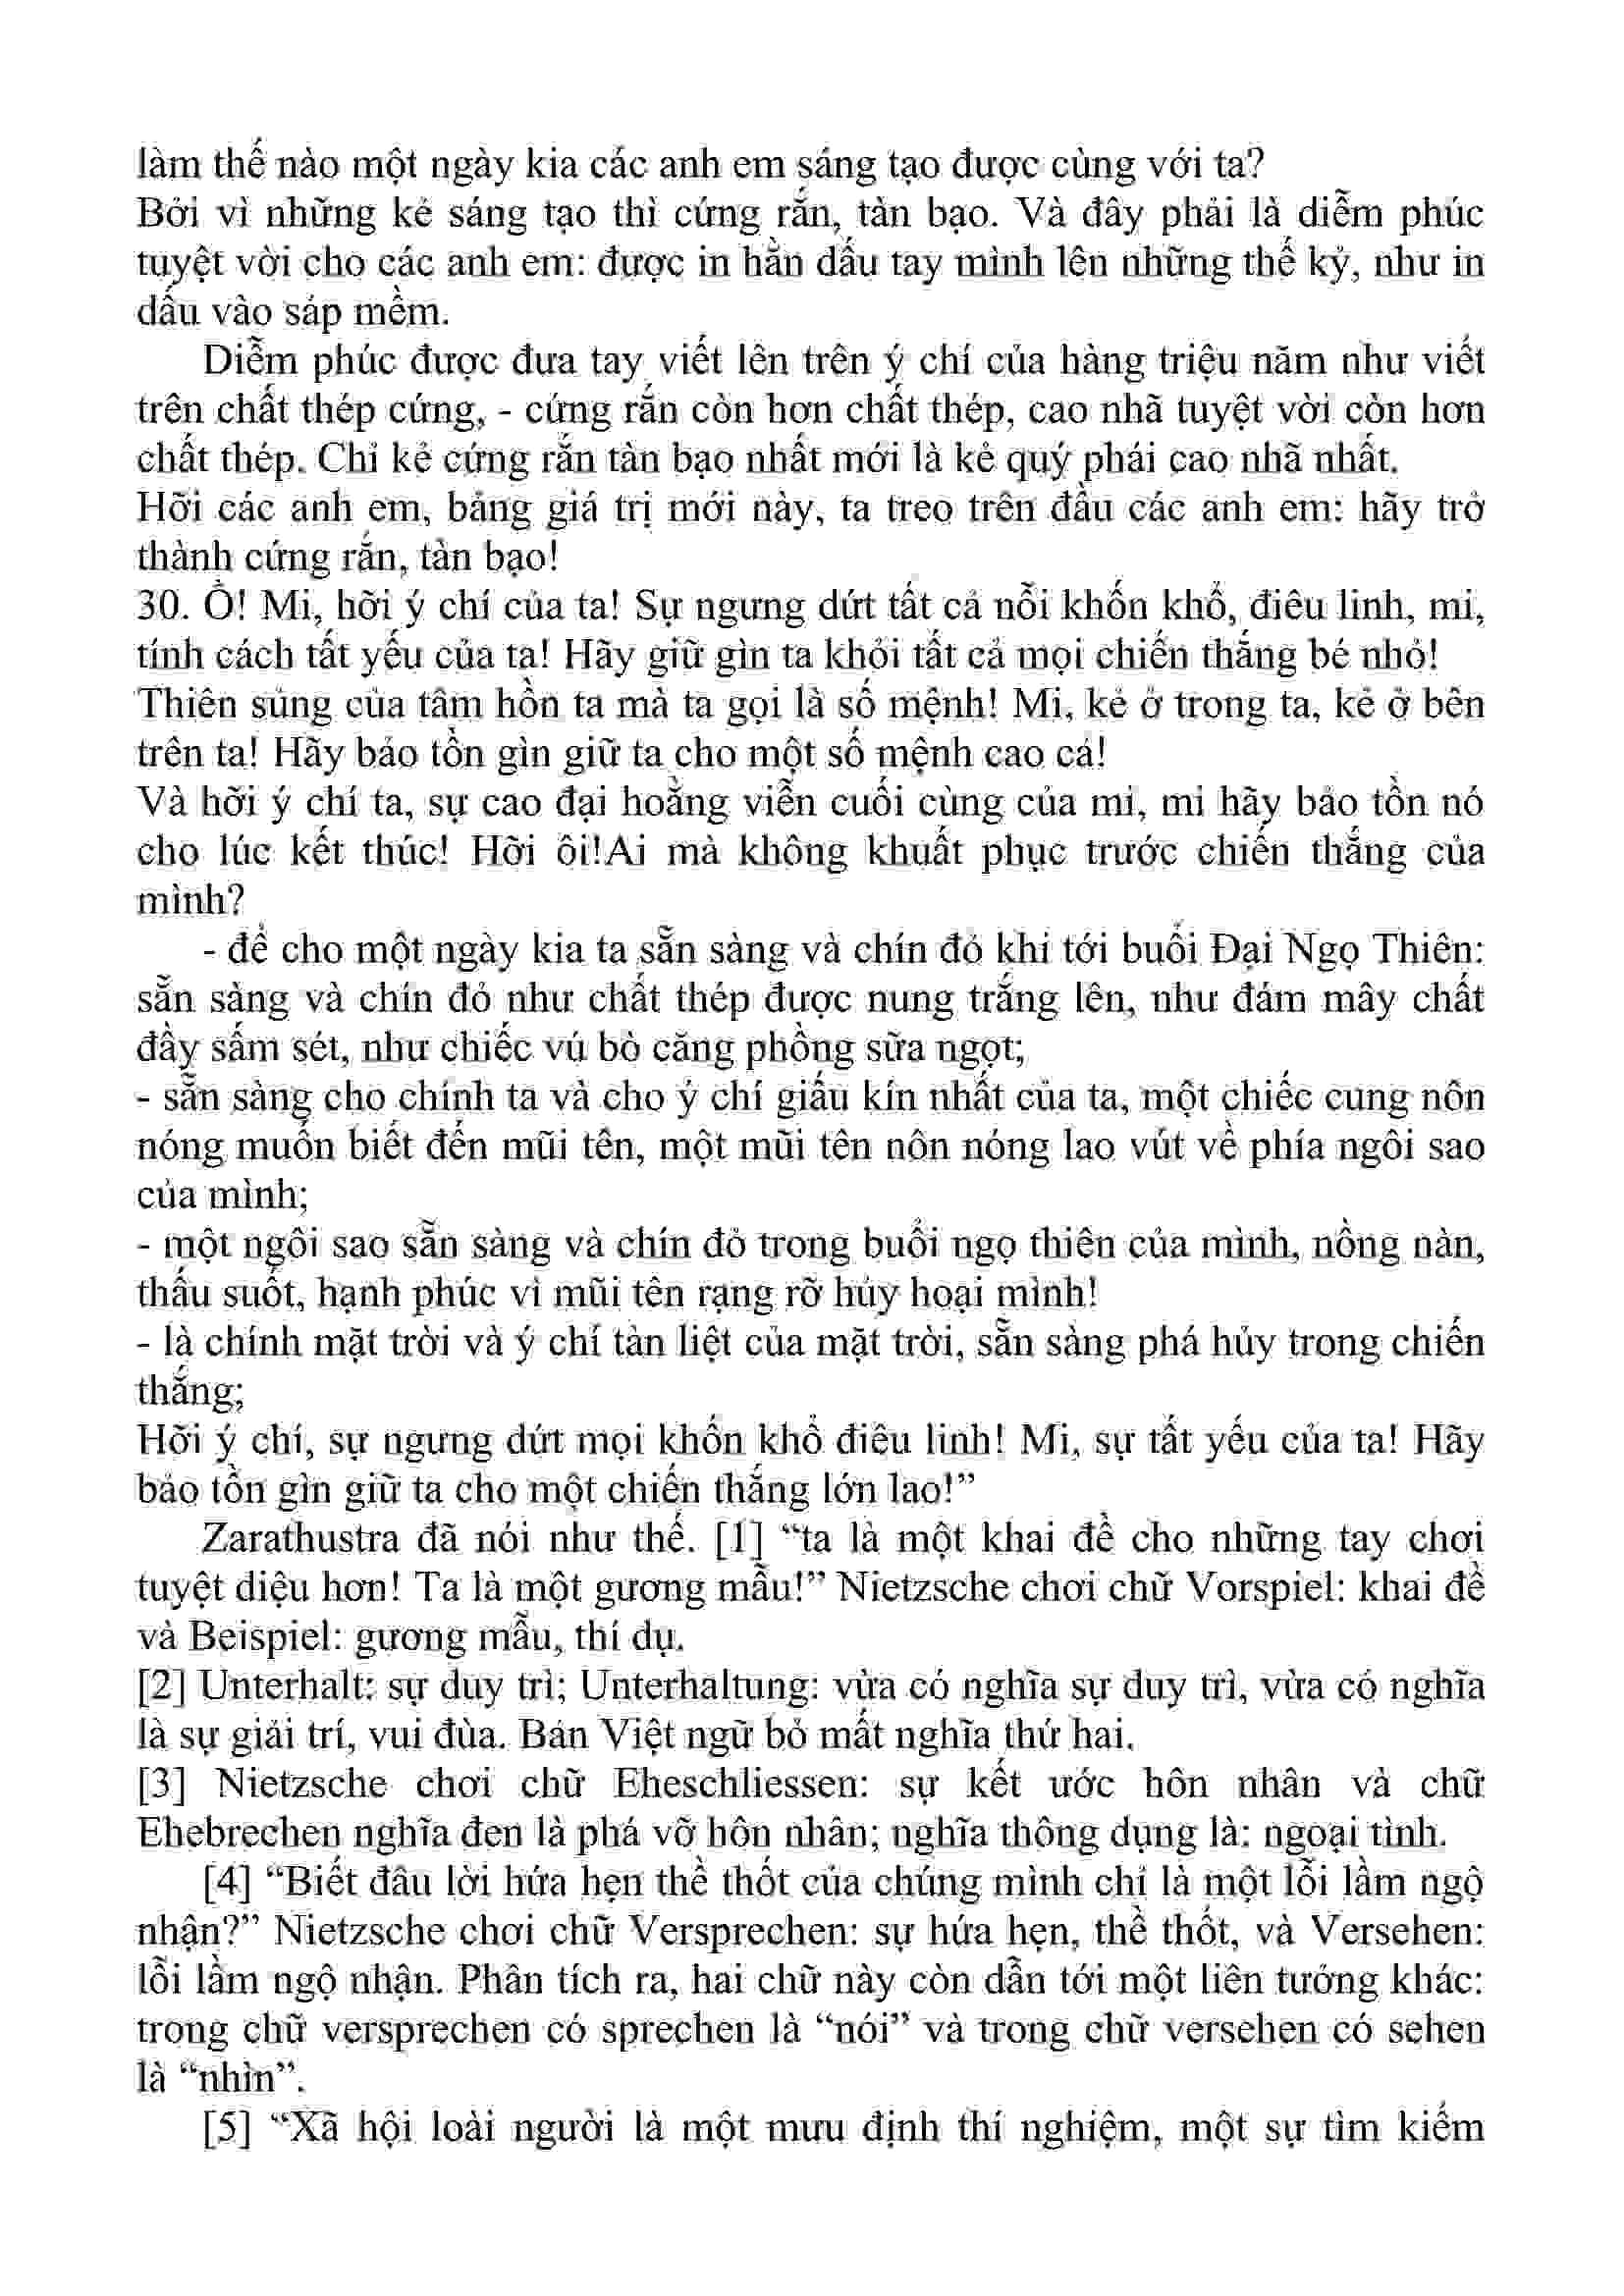 làm thế nào một ngày kia các anh em sáng tạo được cùng với ta?
Bởi vì những kẻ sáng tạo thì cứng rắn, tàn bạo. Và đây phải là diễm phúc
tuyệt vời cho các anh em: được in hằn dấu tay mình lên những thế kỷ, như in
dấu vào sáp mềm.
Diễm phúc được đưa tay viết lên trên ý chí của hàng triệu năm như viết
trên chất thép cứng, - cứng rắn còn hơn chất thép, cao nhã tuyệt vời còn hơn
chất thép. Chỉ kẻ cứng rắn tàn bạo nhất mới là kẻ quý phái cao nhã nhất.
Hỡi các anh em, bảng giá trị mới này, ta treo trên đầu các anh em: hãy trở
thành cứng rắn, tàn bạo!
30. Ồ! Mi, hỡi ý chí của ta! Sự ngưng dứt tất cả nỗi khốn khổ, điêu linh, mi,
tính cách tất yếu của ta! Hãy giữ gìn ta khỏi tất cả mọi chiến thắng bé nhỏ!
Thiên sủng của tâm hồn ta mà ta gọi là số mệnh! Mi, kẻ ở trong ta, kẻ ở bên
trên ta! Hãy bảo tồn gìn giữ ta cho một số mệnh cao cả!
Và hỡi ý chí ta, sự cao đại hoằng viễn cuối cùng của mi, mi hãy bảo tồn nó
cho lúc kết thúc! Hỡi ôi!Ai mà không khuất phục trước chiến thắng của
mình?
- để cho một ngày kia ta sẵn sàng và chín đỏ khi tới buổi Đại Ngọ Thiên:
sẵn sàng và chín đỏ như chất thép được nung trắng lên, như đám mây chất
đầy sấm sét, như chiếc vú bò căng phồng sữa ngọt;
- sẵn sàng cho chính ta và cho ý chí giấu kín nhất của ta, một chiếc cung nôn
nóng muốn biết đến mũi tên, một mũi tên nôn nóng lao vút về phía ngôi sao
của mình;
- một ngôi sao sẵn sàng và chín đỏ trong buổi ngọ thiên của mình, nồng nàn,
thấu suốt, hạnh phúc vì mũi tên rạng rỡ hủy hoại mình!
- là chính mặt trời và ý chí tàn liệt của mặt trời, sẵn sàng phá hủy trong chiến
thắng;
Hỡi ý chí, sự ngưng dứt mọi khốn khổ điêu linh! Mi, sự tất yếu của ta! Hãy
bảo tồn gìn giữ ta cho một chiến thắng lớn lao!”
Zarathustra đã nói như thế. [1] “ta là một khai đề cho những tay chơi
tuyệt diệu hơn! Ta là một gương mẫu!” Nietzsche chơi chữ Vorspiel: khai đề
và Beispiel: gương mẫu, thí dụ.
[2] Unterhalt: sự duy trì; Unterhaltung: vừa có nghĩa sự duy trì, vừa có nghĩa
là sự giải trí, vui đùa. Bản Việt ngữ bỏ mất nghĩa thứ hai.
[3] Nietzsche chơi chữ Eheschliessen: sự kết ước hôn nhân và chữ
Ehebrechen nghĩa đen là phá vỡ hôn nhân; nghĩa thông dụng là: ngoại tình.
[4] “Biết đâu lời hứa hẹn thề thốt của chúng mình chỉ là một lỗi lầm ngộ
nhận?” Nietzsche chơi chữ Versprechen: sự hứa hẹn, thề thốt, và Versehen:
lỗi lầm ngộ nhận. Phân tích ra, hai chữ này còn dẫn tới một liên tưởng khác:
trong chữ versprechen có sprechen là “nói” và trong chữ versehen có sehen
là “nhìn”.
[5] “Xã hội loài người là một mưu định thí nghiệm, một sự tìm kiếm